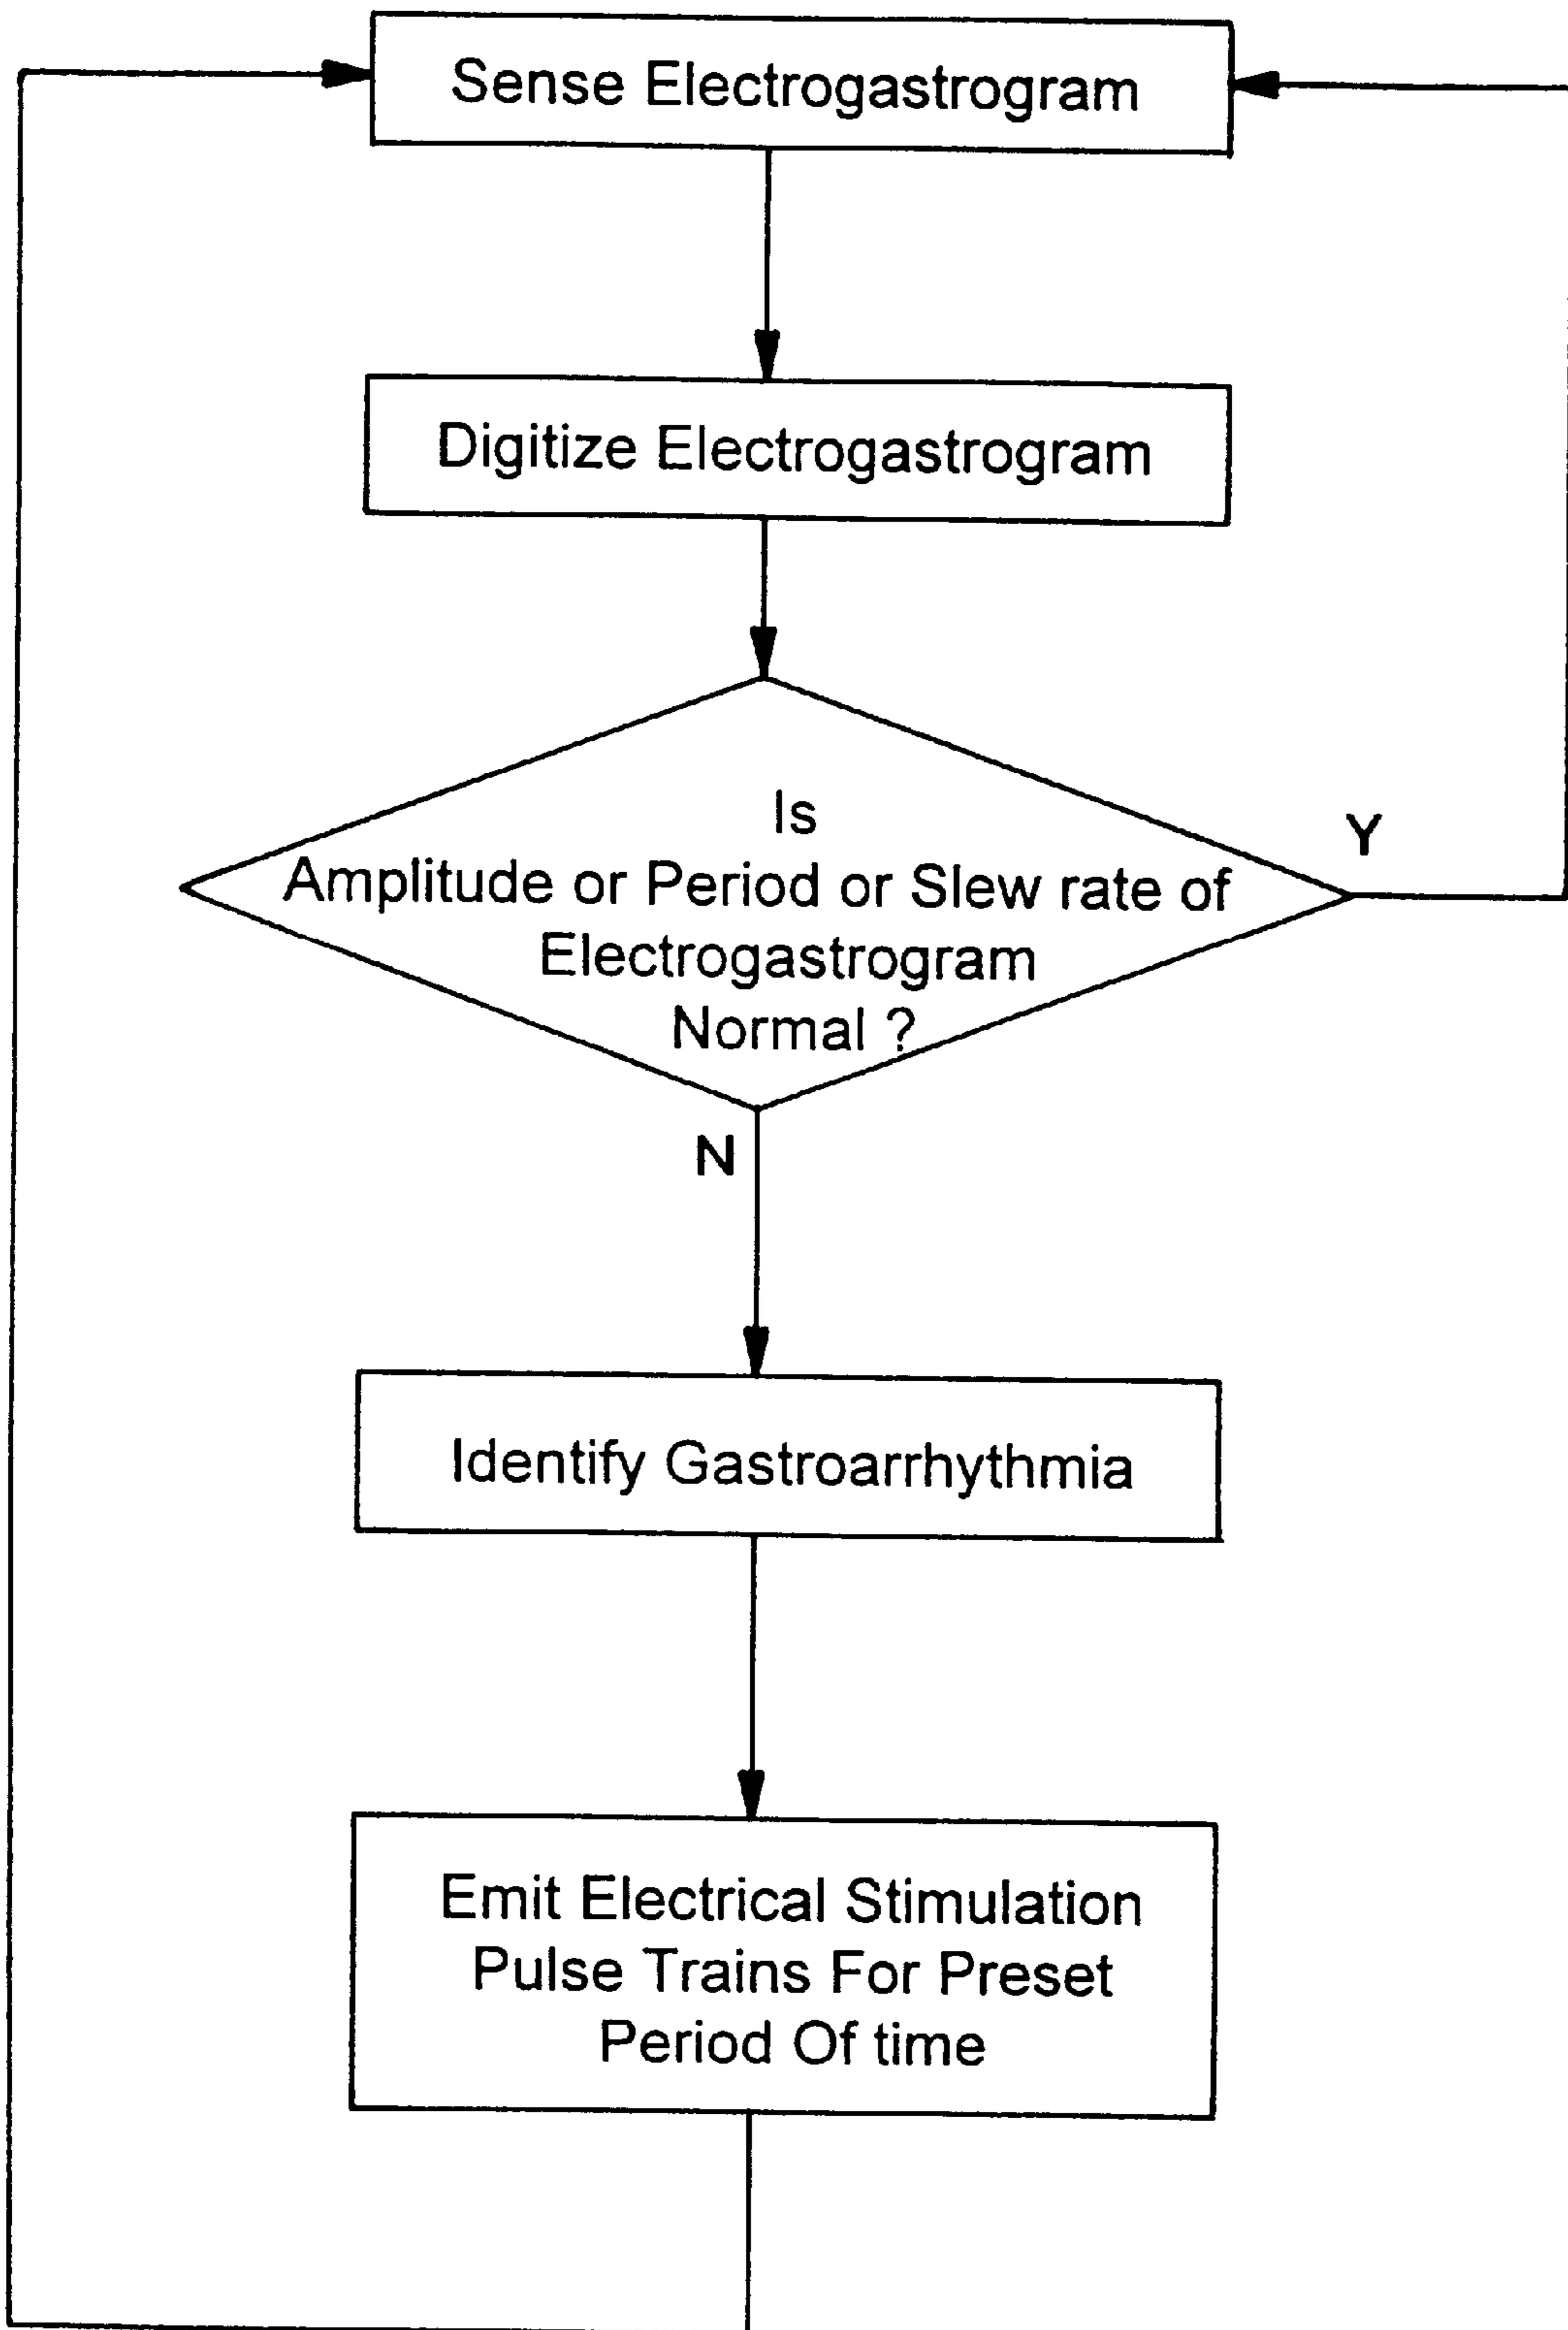 Sense Electrogastrogram
Digitize Electrogastrogram
Is
Amplitude or Period or Slew rate of
Electrogastrogram
Normal ?
Y
N
Identify Gastroarrhythmia
Emit Electrical Stimulation
Pulse Trains For Preset
Period Of time